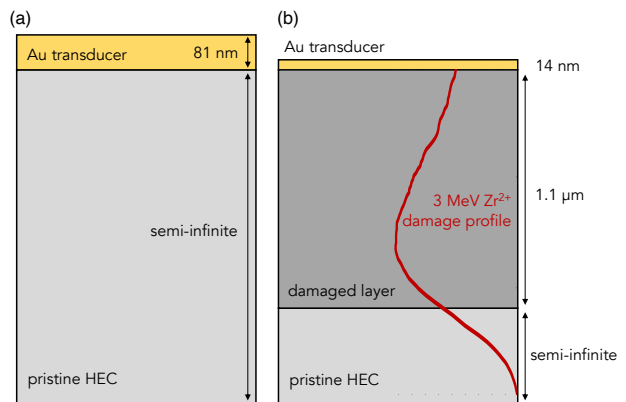 (a)
Au transducer
81 nm
semi-infinite
pristine HEC
(b)
Au transducer
14 nm
3 MeV Zr²⁺
damage profile
1.1 μm
damaged layer
semi-infinite
pristine HEC